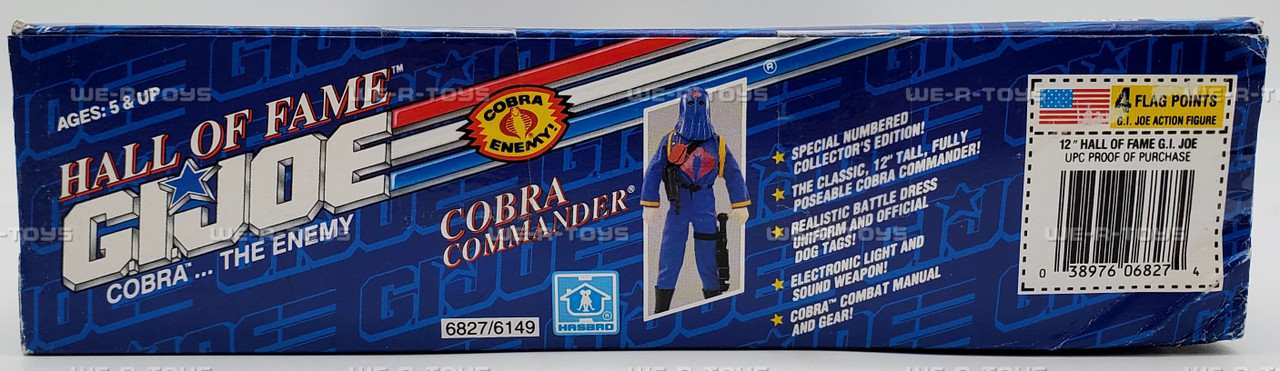 AGES: 5 & UP
HALL OF FAME™
G.I.JOE
COBRA™... THE ENEMY
COBRA
ENEMY!
®
COBRA
COMMANDER®
6827/6149
HASBRO®
SPECIAL NUMBERED
COLLECTOR'S EDITION!
THE CLASSIC, 12" TALL, FULLY
POSEABLE COBRA COMMANDER!
REALISTIC BATTLE DRESS
UNIFORM AND OFFICIAL
DOG TAGS!
ELECTRONIC LIGHT AND
SOUND WEAPON!
COBRA™ COMBAT MANUAL
AND GEAR!
4 FLAG POINTS
G.I. JOE ACTION FIGURE
12" HALL OF FAME G.I. JOE
UPC PROOF OF PURCHASE
0 38976 06827 4
WE-R-TOYS